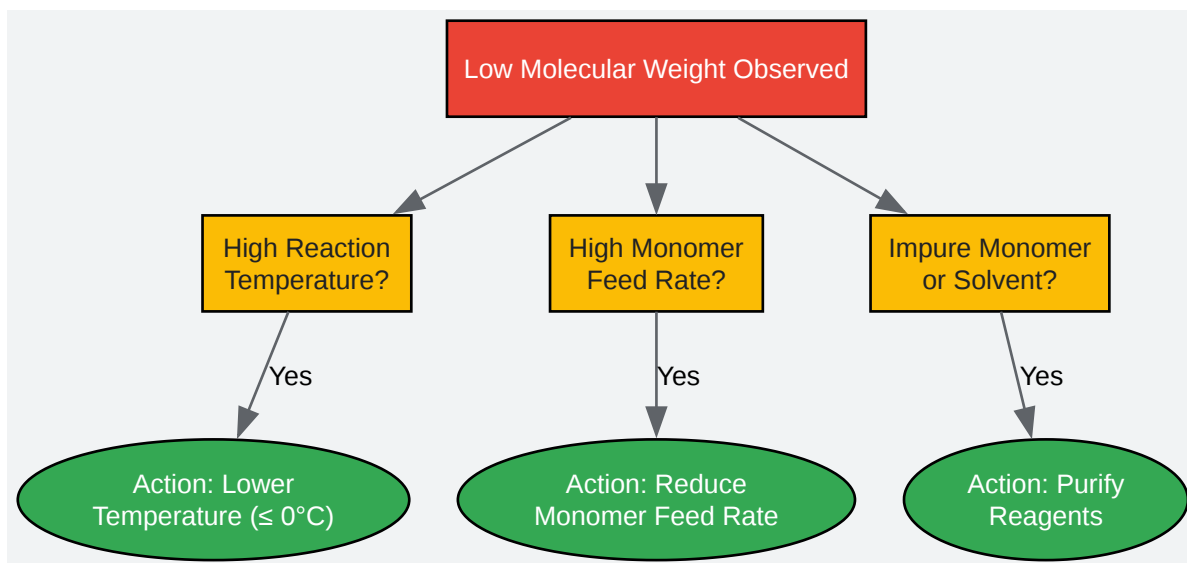 Low Molecular Weight Observed
High Reaction
Temperature?
High Monomer
Feed Rate?
Impure Monomer
or Solvent?
Yes
Yes
Yes
Action: Lower
Temperature (≤ 0°C)
Action: Reduce
Monomer Feed Rate
Action: Purify
Reagents